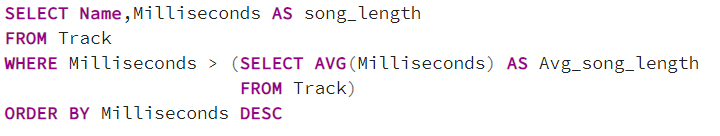 SELECT Name,Milliseconds AS song_length
FROM Track
WHERE Milliseconds > (SELECT AVG(Milliseconds) AS Avg_song_length
FROM Track)
ORDER BY Milliseconds DESC